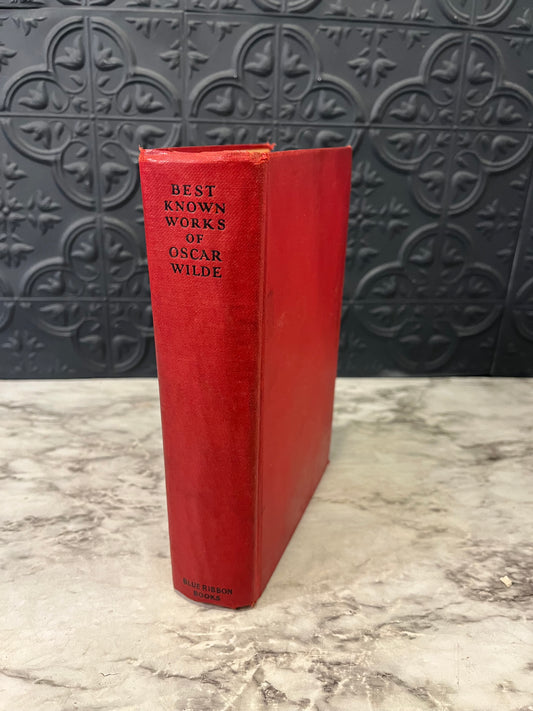 BEST
KNOWN
WORKS
OF
OSCAR
WILDE
BLUE RIBBON
BOOKS